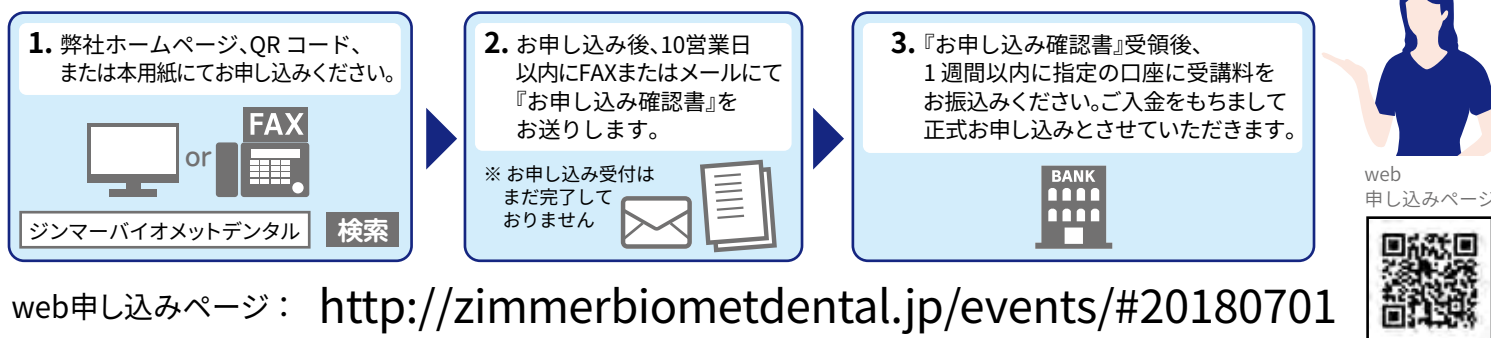 1. 弊社ホームページ、QR コード、
または本用紙にてお申し込みください。
FAX
or
ジンマーバイオメットデンタル 検索
2. お申し込み後、10営業日
以内にFAXまたはメールにて
『お申し込み確認書』を
お送りします。
※ お申し込み受付は
まだ完了して
おりません
3. 『お申し込み確認書』受領後、
1 週間以内に指定の口座に受講料を
お振込みください。ご入金をもちまして
正式お申し込みとさせていただきます。
BANK
web
申し込みページ
web申し込みページ： http://zimmerbiometdental.jp/events/#20180701